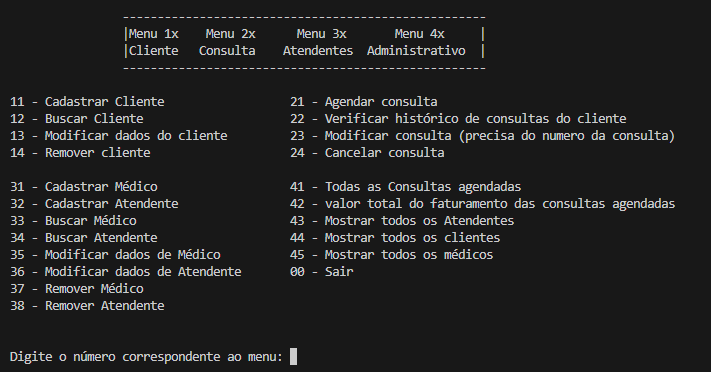 ---------------------------------------------------
|Menu 1x    Menu 2x      Menu 3x       Menu 4x     |
|Cliente   Consulta    Atendentes  Administrativo  |
---------------------------------------------------
11 - Cadastrar Cliente                  21 - Agendar consulta
12 - Buscar Cliente                     22 - Verificar histórico de consultas do cliente
13 - Modificar dados do cliente         23 - Modificar consulta (precisa do numero da consulta)
14 - Remover cliente                    24 - Cancelar consulta
31 - Cadastrar Médico                   41 - Todas as Consultas agendadas
32 - Cadastrar Atendente                42 - valor total do faturamento das consultas agendadas
33 - Buscar Médico                      43 - Mostrar todos os Atendentes
34 - Buscar Atendente                   44 - Mostrar todos os clientes
35 - Modificar dados de Médico          45 - Mostrar todos os médicos
36 - Modificar dados de Atendente       00 - Sair
37 - Remover Médico
38 - Remover Atendente
Digite o número correspondente ao menu: